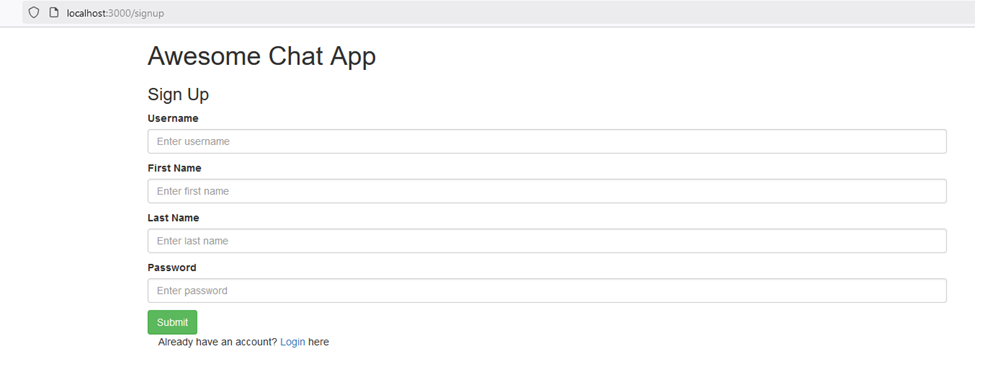 localhost:3000/signup
Awesome Chat App
Sign Up
Username
Enter username
First Name
Enter first name
Last Name
Enter last name
Password
Enter password
Submit
Already have an account? Login here